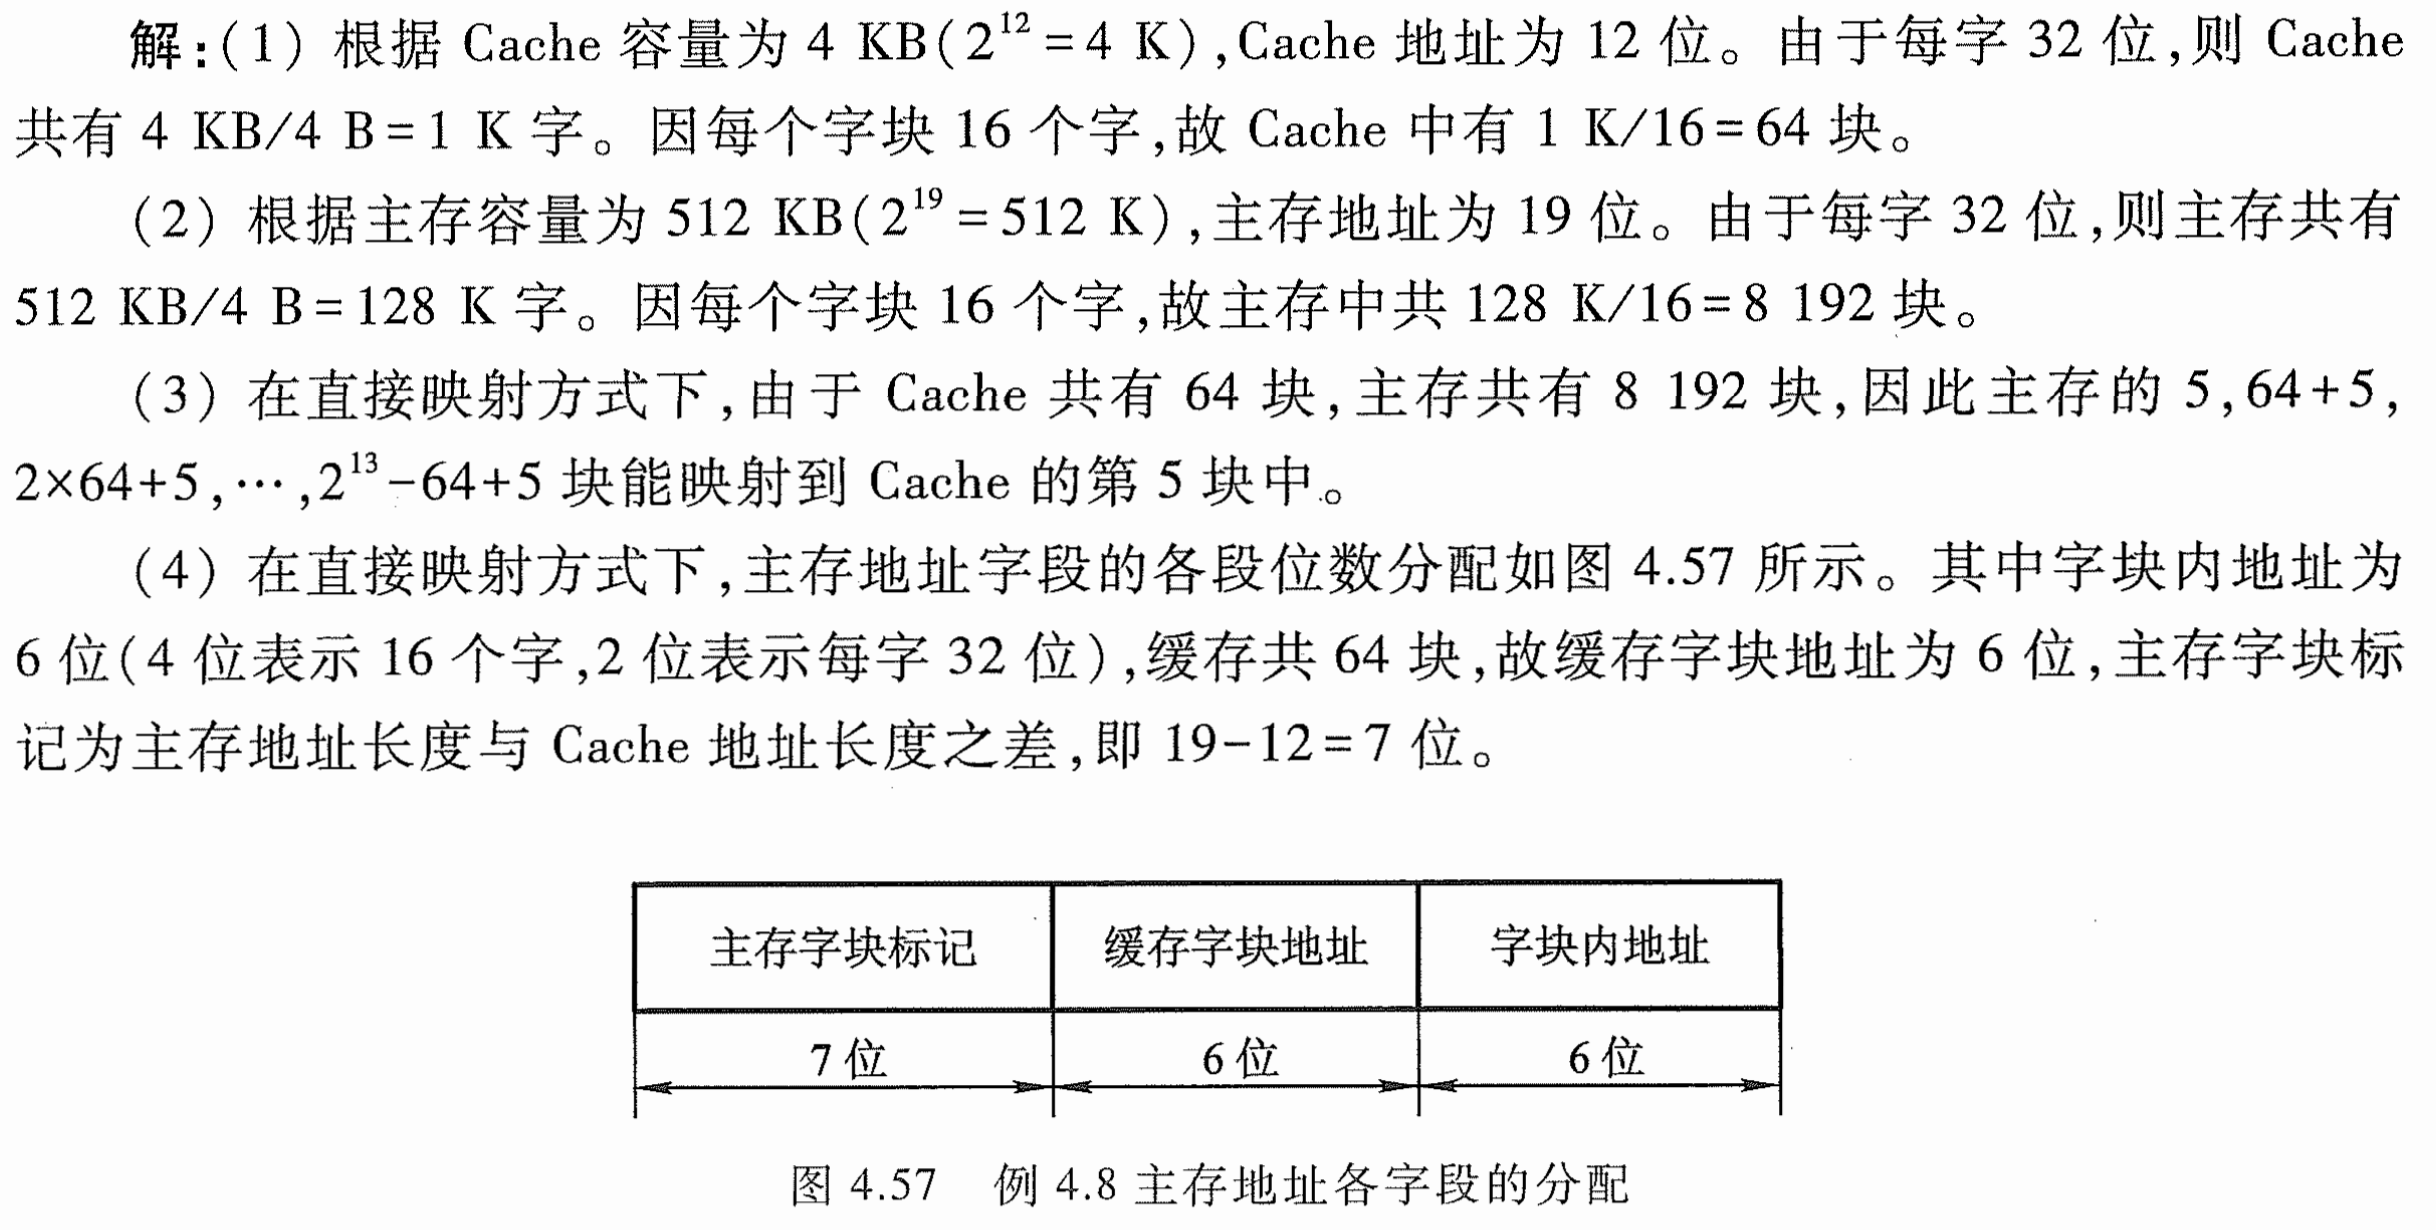 解:(1) 根据 Cache 容量为 4 KB(2¹²=4 K),Cache 地址为 12 位。由于每字 32 位,则 Cache
共有 4 KB/4 B=1 K 字。因每个字块 16 个字,故 Cache 中有 1 K/16=64 块。
(2) 根据主存容量为 512 KB(2¹⁹=512 K),主存地址为 19 位。由于每字 32 位,则主存共有
512 KB/4 B=128 K 字。因每个字块 16 个字,故主存中共 128 K/16=8 192 块。
(3) 在直接映射方式下,由于 Cache 共有 64 块,主存共有 8 192 块,因此主存的 5,64+5,
2×64+5,…,2¹³-64+5 块能映射到 Cache 的第 5 块中。
(4) 在直接映射方式下,主存地址字段的各段位数分配如图 4.57 所示。其中字块内地址为
6 位(4 位表示 16 个字,2 位表示每字 32 位),缓存共 64 块,故缓存字块地址为 6 位,主存字块标
记为主存地址长度与 Cache 地址长度之差,即 19-12=7 位。
主存字块标记 缓存字块地址 字块内地址
7 位 6 位 6 位
图 4.57 例 4.8 主存地址各字段的分配